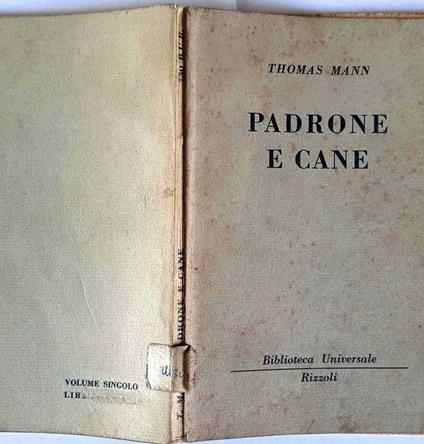 THOMAS MANN
PADRONE
E CANE
Biblioteca Universale
Rizzoli
PADRONE E CANE
VOLUME SINGOLO